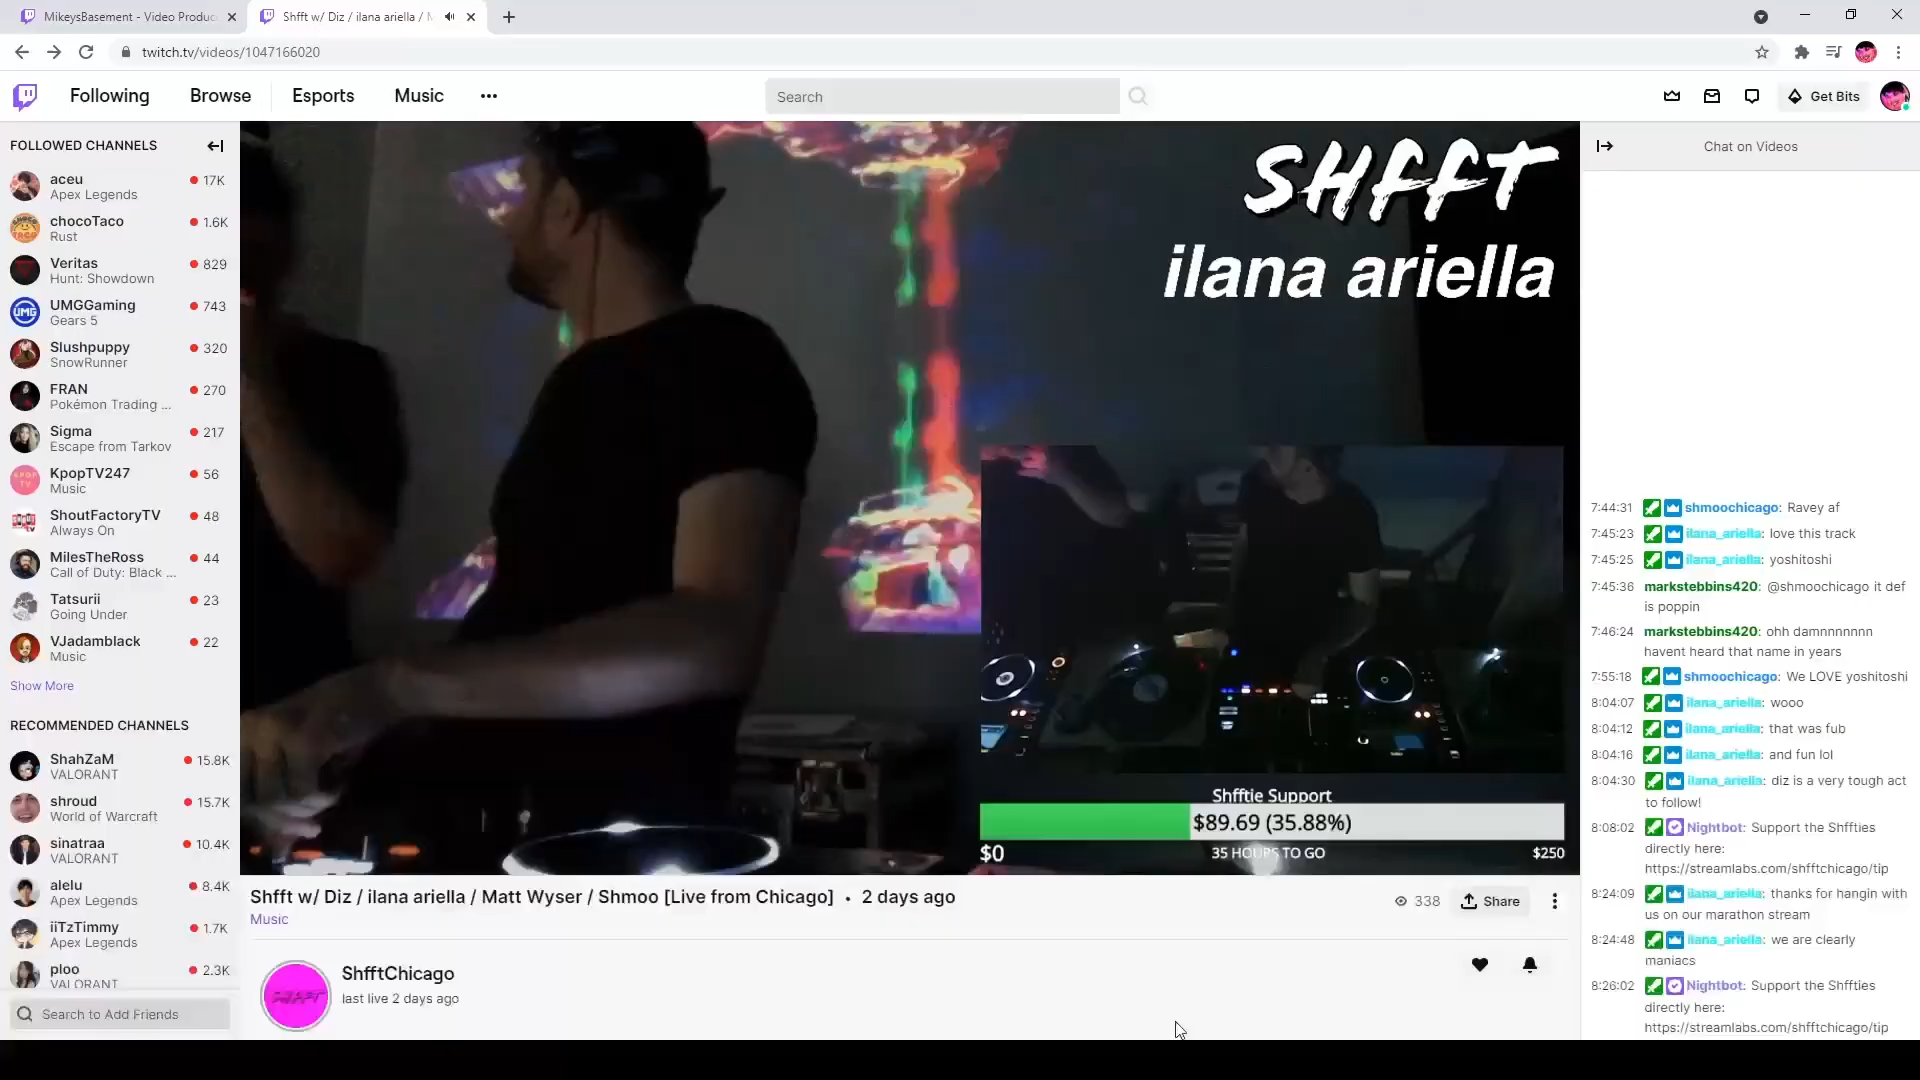 MikeysBasement - Video Produc
Shfft w/ Diz / ilana ariella / M
twitch.tv/videos/1047166020
Following
Browse
Esports
Music
Search
Get Bits
FOLLOWED CHANNELS
aceu
17K
Apex Legends
chocoTaco
1.6K
Rust
Veritas
829
Hunt: Showdown
UMGGaming
743
Gears 5
Slushpuppy
320
SnowRunner
FRAN
270
Pokémon Trading ...
Sigma
217
Escape from Tarkov
KpopTV247
56
Music
ShoutFactoryTV
48
Always On
MilesTheRoss
44
Call of Duty: Black ...
Tatsurii
23
Going Under
VJadamblack
22
Music
Show More
RECOMMENDED CHANNELS
ShahZaM
15.8K
VALORANT
shroud
15.7K
World of Warcraft
sinatraa
10.4K
VALORANT
alelu
8.4K
Apex Legends
iiTzTimmy
1.7K
Apex Legends
ploo
2.3K
VALORANT
Search to Add Friends
SHFFT
ilana ariella
Shfftie Support
$89.69 (35.88%)
$0
35 HOURS TO GO
$250
Shfft w/ Diz / ilana ariella / Matt Wyser / Shmoo [Live from Chicago] • 2 days ago
Music
338
Share
SHFFT
ShfftChicago
last live 2 days ago
Chat on Videos
7:44:31 shmoochicago: Ravey af
7:45:23 ilana_ariella: love this track
7:45:25 ilana_ariella: yoshitoshi
7:45:36 markstebbins420: @shmoochicago it def
is poppin
7:46:24 markstebbins420: ohh damnnnnnnn
havent heard that name in years
7:55:18 shmoochicago: We LOVE yoshitoshi
8:04:07 ilana_ariella: wooo
8:04:12 ilana_ariella: that was fub
8:04:16 ilana_ariella: and fun lol
8:04:30 ilana_ariella: diz is a very tough act
to follow!
8:08:02 Nightbot: Support the Shffties
directly here:
https://streamlabs.com/shfftchicago/tip
8:24:09 ilana_ariella: thanks for hangin with
us on our marathon stream
8:24:48 ilana_ariella: we are clearly
maniacs
8:26:02 Nightbot: Support the Shffties
directly here:
https://streamlabs.com/shfftchicago/tip